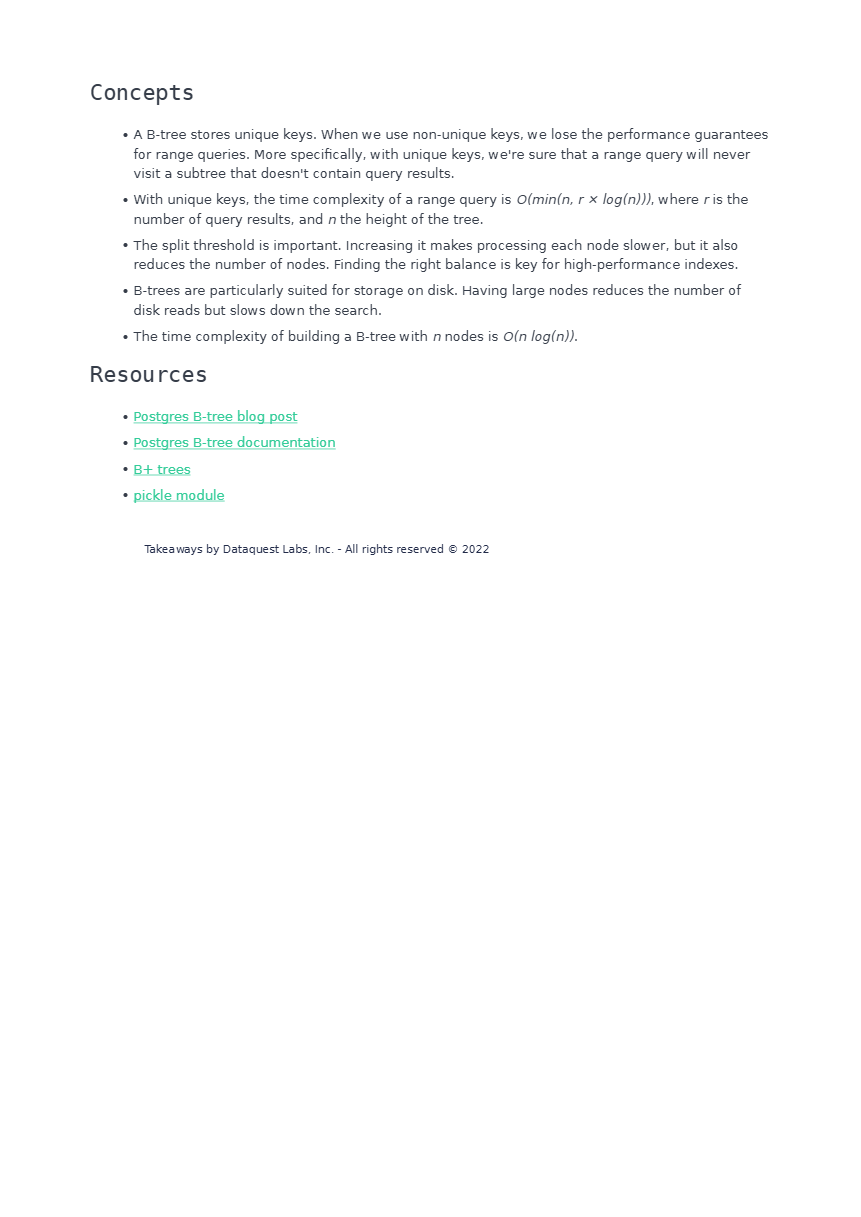 Concepts
• A B-tree stores unique keys. When we use non-unique keys, we lose the performance guarantees
for range queries. More specifically, with unique keys, we're sure that a range query will never
visit a subtree that doesn't contain query results.
• With unique keys, the time complexity of a range query is O(min(n, r × log(n))), where r is the
number of query results, and n the height of the tree.
• The split threshold is important. Increasing it makes processing each node slower, but it also
reduces the number of nodes. Finding the right balance is key for high-performance indexes.
• B-trees are particularly suited for storage on disk. Having large nodes reduces the number of
disk reads but slows down the search.
• The time complexity of building a B-tree with n nodes is O(n log(n)).
Resources
• Postgres B-tree blog post
• Postgres B-tree documentation
• B+ trees
• pickle module
Takeaways by Dataquest Labs, Inc. - All rights reserved © 2022